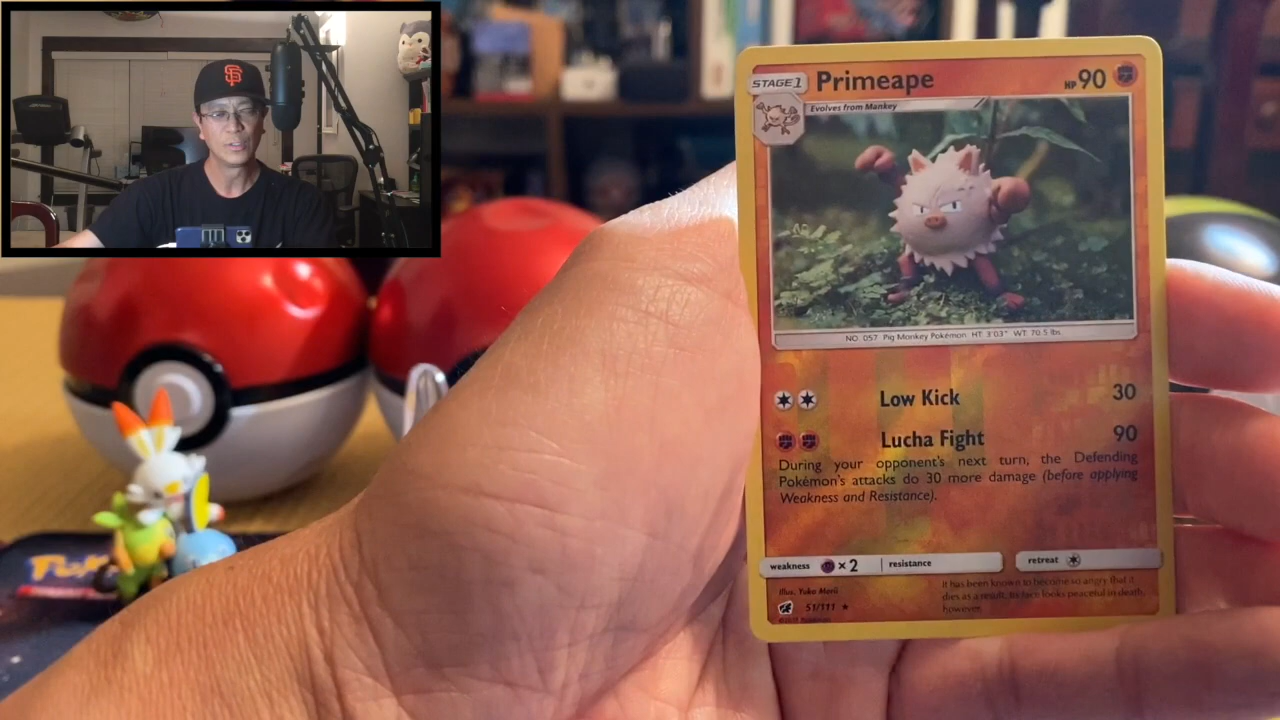 SF
STAGE 1 Primeape HP 90
Evolves from Mankey
NO. 057 Pig Monkey Pokémon HT: 3'03" WT: 70.5 lbs
Low Kick 30
Lucha Fight 90
During your opponent's next turn, the Defending
Pokémon's attacks do 30 more damage (before applying
Weakness and Resistance).
weakness × 2 resistance retreat
Illus. Yuka Morii
51/111 ★
It has been known to become so angry that it
dies as a result. Its face looks peaceful in death,
however.